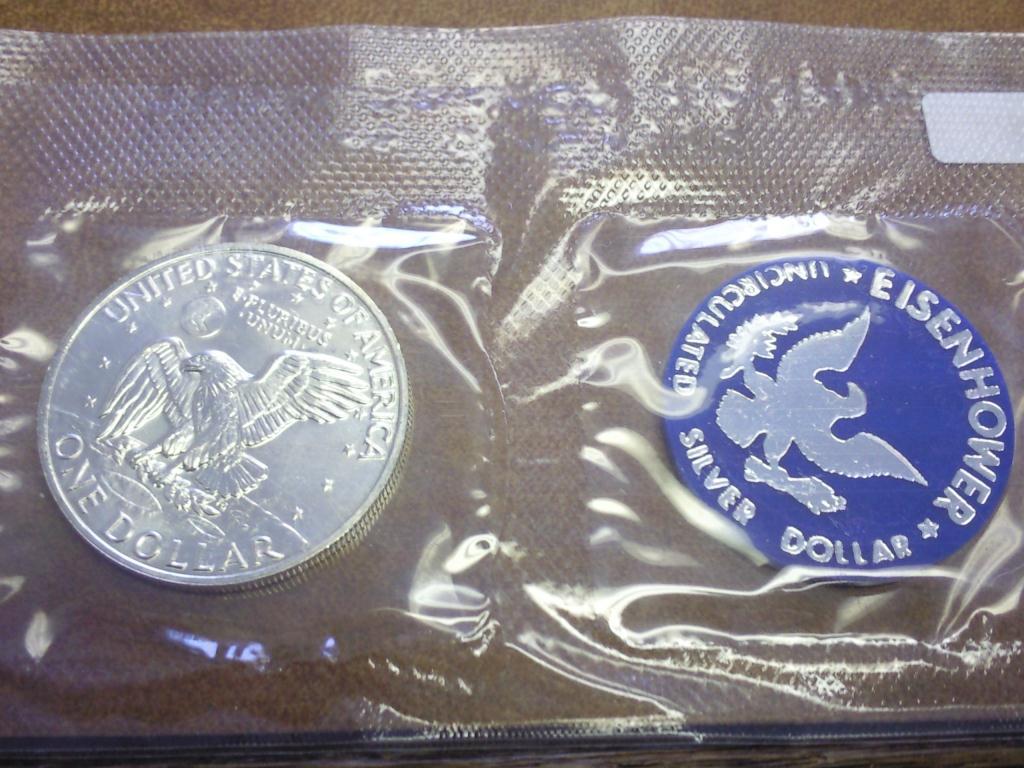 UNITED STATES OF AMERICA
E PLURIBUS
UNUM
ONE DOLLAR
EISENHOWER
UNCIRCULATED
SILVER
DOLLAR